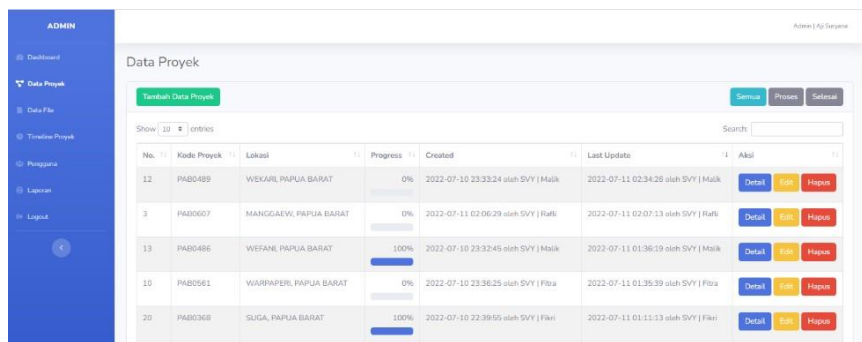 ADMIN
Admin | Aji Suryana
Dashboard
Data Proyek
Data File
Timeline Proyek
Pengguna
Laporan
Logout
Data Proyek
Tambah Data Proyek
Semua Proses Selesai
Show 10 entries
Search:
No. Kode Proyek Lokasi Progress Created Last Update Aksi
12 PAB0489 WEKARI, PAPUA BARAT 0% 2022-07-10 23:33:24 oleh SVY | Malik 2022-07-11 02:34:26 oleh SVY | Malik Detail Edit Hapus
3 PAB0607 MANGGAEW, PAPUA BARAT 0% 2022-07-11 02:06:29 oleh SVY | Raffi 2022-07-11 02:07:13 oleh SVY | Raffi Detail Edit Hapus
13 PAB0486 WEFANI, PAPUA BARAT 100% 2022-07-10 23:32:45 oleh SVY | Malik 2022-07-11 01:36:19 oleh SVY | Malik Detail Edit Hapus
10 PAB0561 WARPAPERI, PAPUA BARAT 0% 2022-07-10 23:36:25 oleh SVY | Fitra 2022-07-11 01:35:39 oleh SVY | Fitra Detail Edit Hapus
20 PAB0368 SUGA, PAPUA BARAT 100% 2022-07-10 22:39:55 oleh SVY | Fikri 2022-07-11 01:11:13 oleh SVY | Fikri Detail Edit Hapus